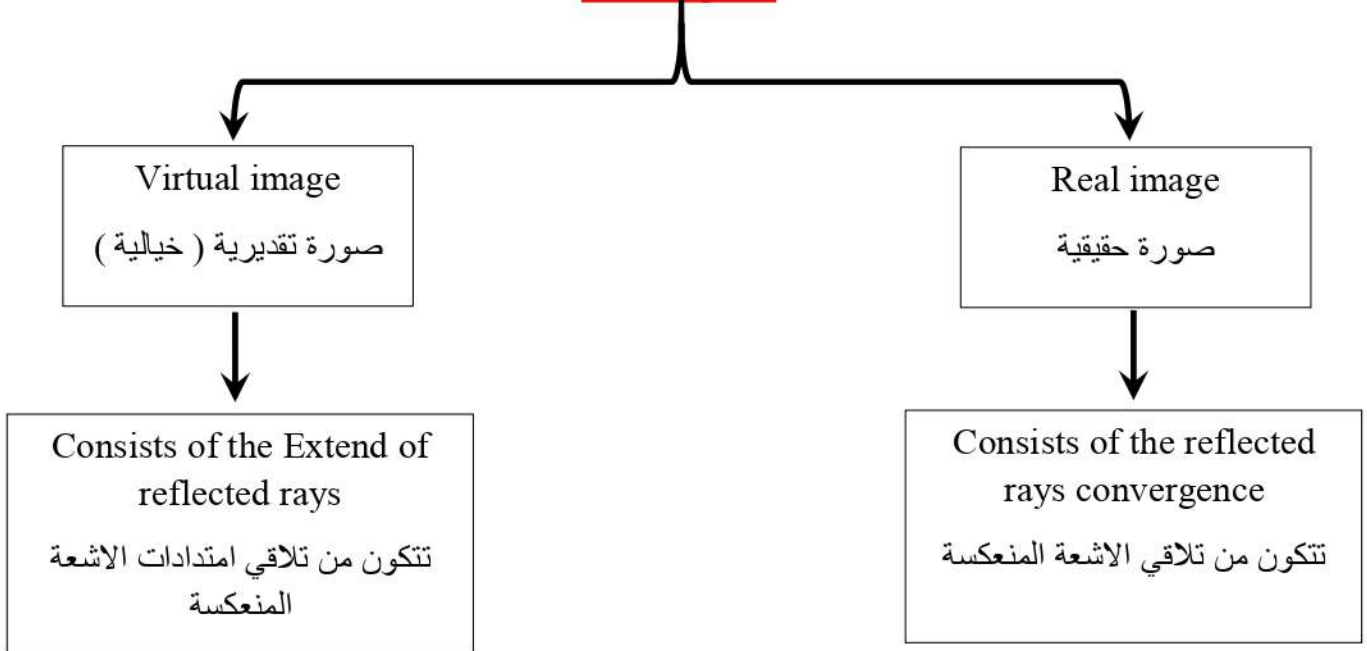 Virtual image
صورة تقديرية ( خيالية )
Real image
صورة حقيقية
Consists of the Extend of
reflected rays
تتكون من تلاقي امتدادات الاشعة
المنعكسة
Consists of the reflected
rays convergence
تتكون من تلاقي الاشعة المنعكسة